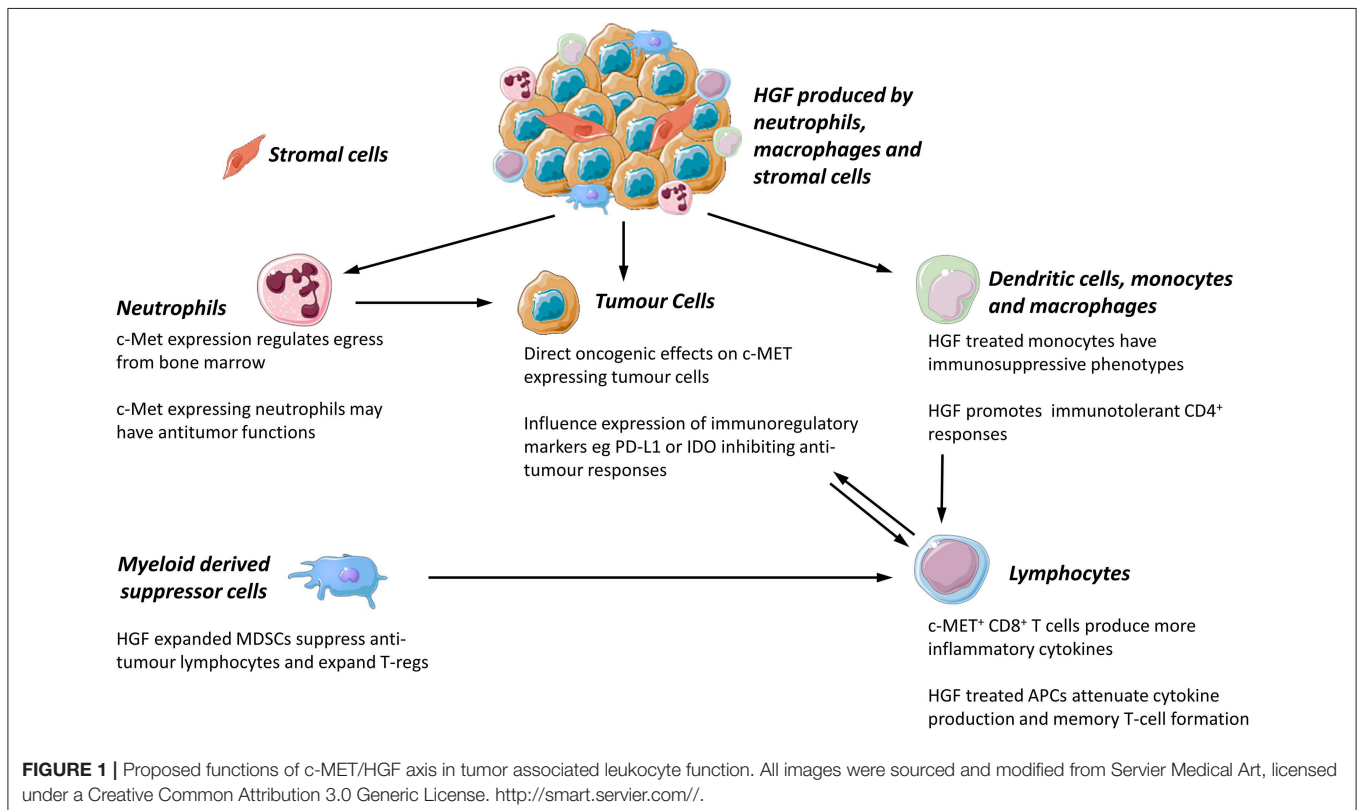 HGF produced by
neutrophils,
macrophages and
stromal cells
Stromal cells
Neutrophils
c-Met expression regulates egress
from bone marrow
c-Met expressing neutrophils may
have antitumor functions
Tumour Cells
Direct oncogenic effects on c-MET
expressing tumour cells
Influence expression of immunoregulatory
markers eg PD-L1 or IDO inhibiting anti-
tumour responses
Dendritic cells, monocytes
and macrophages
HGF treated monocytes have
immunosuppressive phenotypes
HGF promotes immunotolerant CD4⁺
responses
Myeloid derived
suppressor cells
HGF expanded MDSCs suppress anti-
tumour lymphocytes and expand T-regs
Lymphocytes
c-MET⁺ CD8⁺ T cells produce more
inflammatory cytokines
HGF treated APCs attenuate cytokine
production and memory T-cell formation
FIGURE 1 | Proposed functions of c-MET/HGF axis in tumor associated leukocyte function. All images were sourced and modified from Servier Medical Art, licensed
under a Creative Common Attribution 3.0 Generic License. http://smart.servier.com//.